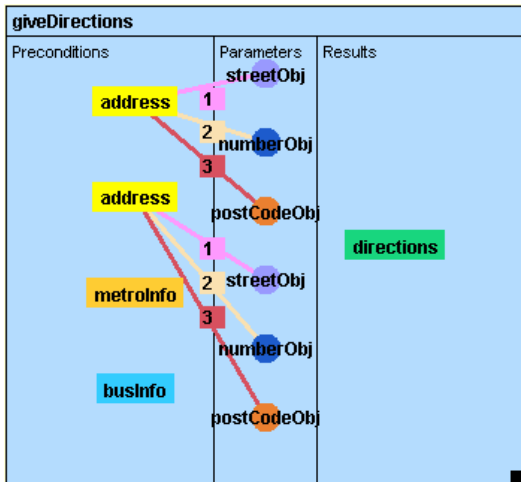 giveDirections
Preconditions
Parameters
Results
streetObj
address
1
2
numberObj
3
address
postCodeObj
1
directions
streetObj
metroInfo
2
3
numberObj
busInfo
postCodeObj